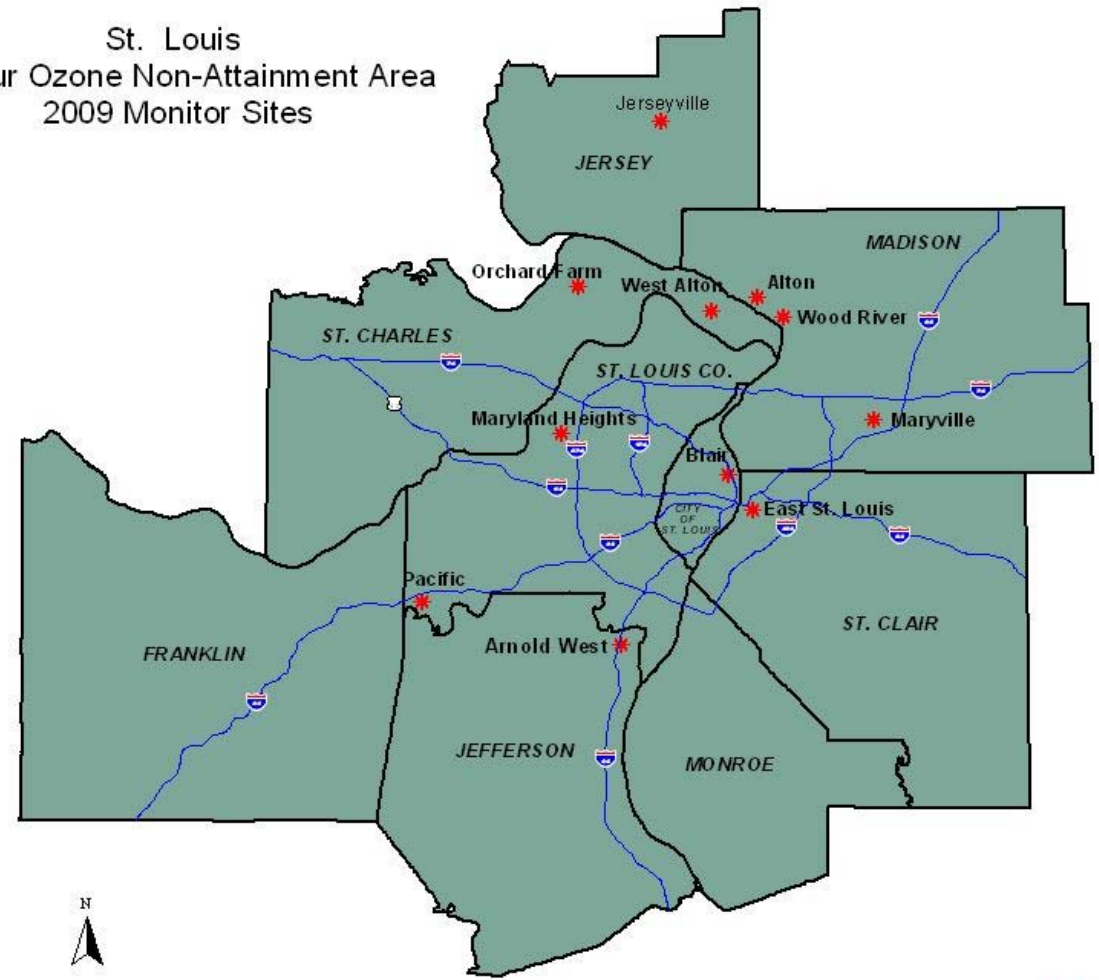 St. Louis
ur Ozone Non-Attainment Area
2009 Monitor Sites
Jerseyville
JERSEY
MADISON
Orchard Farm
West Alton
Alton
Wood River
ST. CHARLES
ST. LOUIS CO.
Maryland Heights
Maryville
Blair
CITY
OF
ST. LOUIS
East St. Louis
Pacific
ST. CLAIR
Arnold West
FRANKLIN
JEFFERSON
MONROE
N